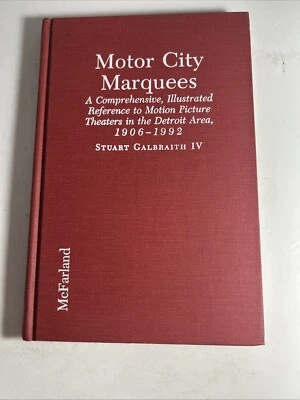 Motor City
Marquees
A Comprehensive, Illustrated
Reference to Motion Picture
Theaters in the Detroit Area,
1906–1992
STUART GALBRAITH IV
McFarland